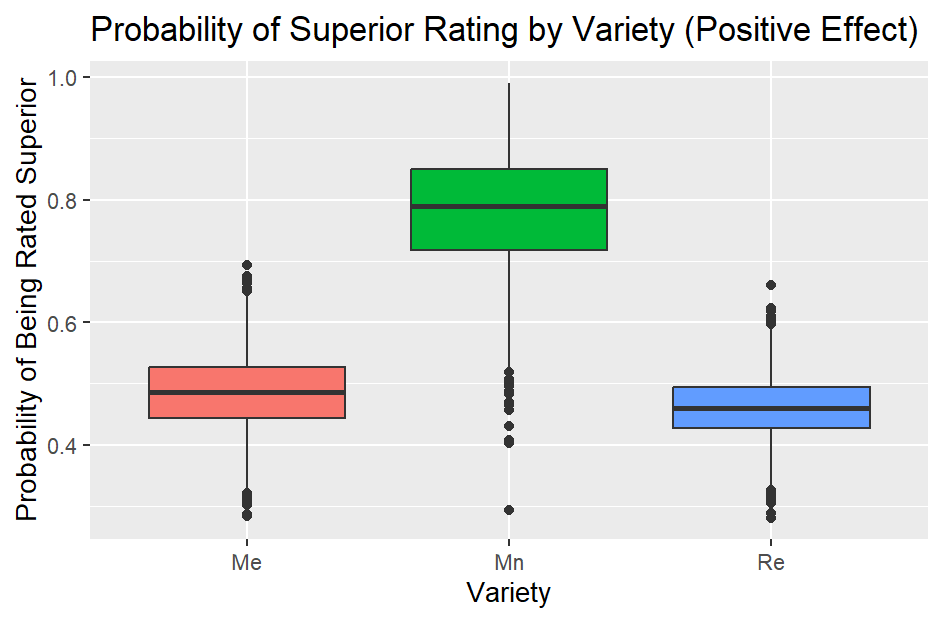 Probability of Superior Rating by Variety (Positive Effect)
Probability of Being Rated Superior
1.0
0.8
0.6
0.4
Me Mn Re
Variety